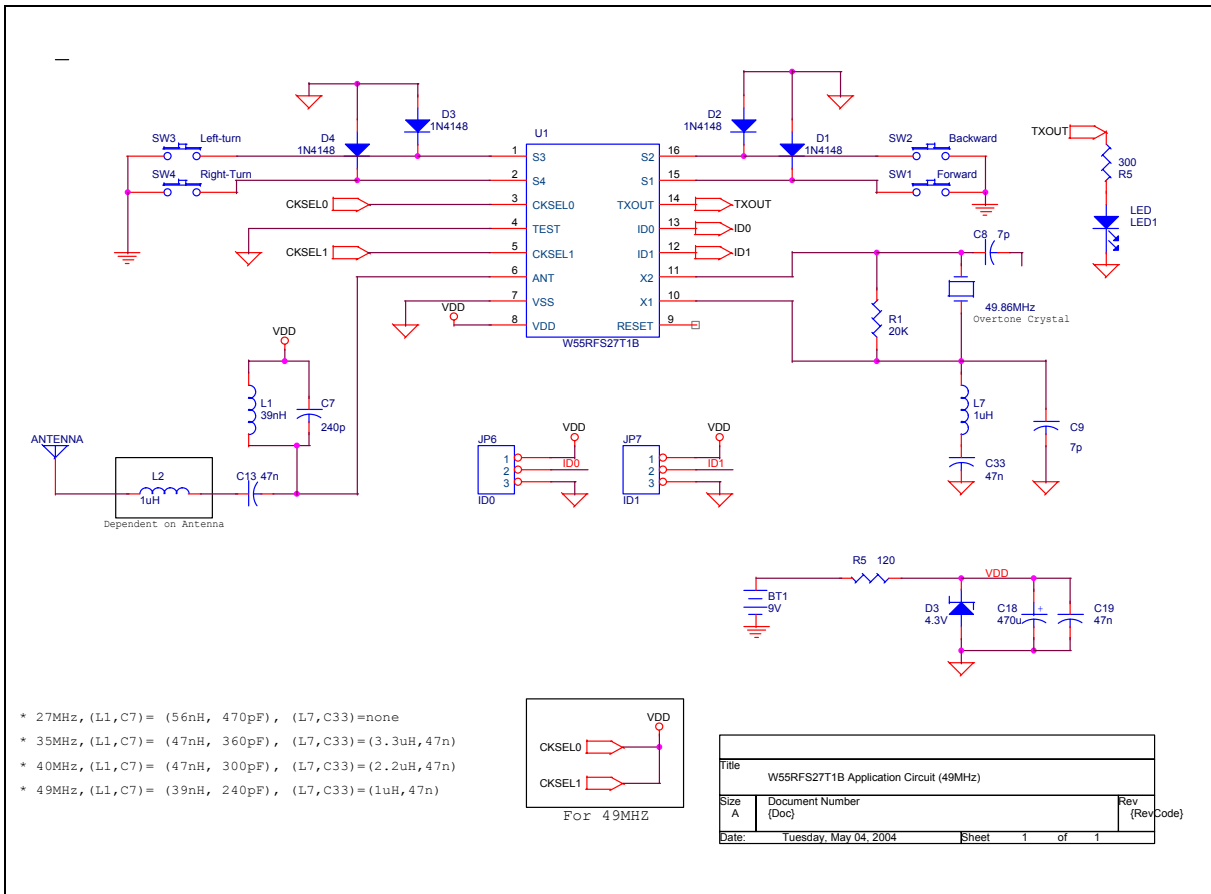 D3
1N4148
D4
1N4148
SW3 Left-turn
SW4 Right-Turn
CKSEL0
CKSEL1
U1
1 S3
2 S4
3 CKSEL0
4 TEST
5 CKSEL1
6 ANT
7 VSS
8 VDD
S2 16
S1 15
TXOUT 14
ID0 13
ID1 12
X2 11
X1 10
RESET 9
W55RFS27T1B
VDD
D2
1N4148
D1
1N4148
SW2 Backward
SW1 Forward
TXOUT
ID0
ID1
TXOUT
300
R5
LED
LED1
C8 7p
R1
20K
49.86MHz
Overtone Crystal
L7
1uH
C33
47n
C9
7p
VDD
L1
39nH
C7
240p
ANTENNA
L2
1uH
C13 47n
Dependent on Antenna
JP6
1
2
3
ID0
VDD
ID0
JP7
1
2
3
ID1
VDD
ID1
R5 120
BT1
9V
VDD
D3
4.3V
C18
470u
+
C19
47n
* 27MHz,(L1,C7)= (56nH, 470pF), (L7,C33)=none
* 35MHz,(L1,C7)= (47nH, 360pF), (L7,C33)=(3.3uH,47n)
* 40MHz,(L1,C7)= (47nH, 300pF), (L7,C33)=(2.2uH,47n)
* 49MHz,(L1,C7)= (39nH, 240pF), (L7,C33)=(1uH,47n)
VDD
CKSEL0
CKSEL1
For 49MHZ
Title
W55RFS27T1B Application Circuit (49MHz)
Size Document Number Rev
A {Doc} {RevCode}
Date: Tuesday, May 04, 2004 Sheet 1 of 1